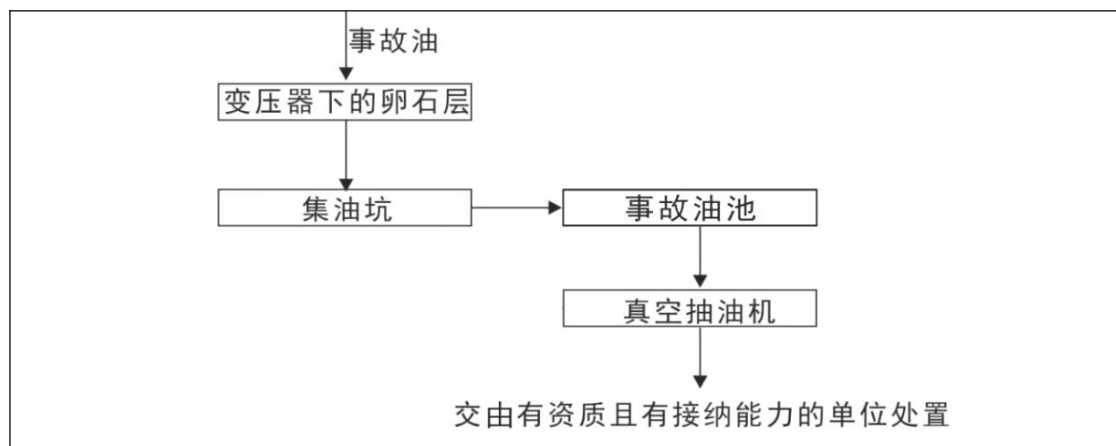 事故油
变压器下的卵石层
集油坑
事故油池
真空抽油机
交由有资质且有接纳能力的单位处置